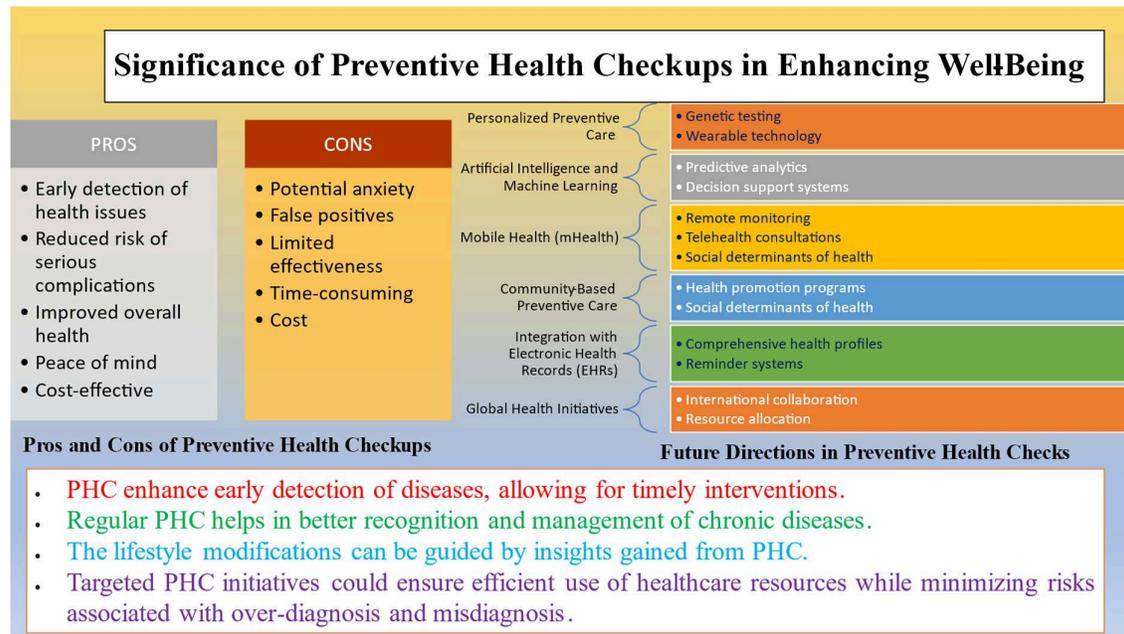 Significance of Preventive Health Checkups in Enhancing Well-Being
PROS
• Early detection of
health issues
• Reduced risk of
serious
complications
• Improved overall
health
• Peace of mind
• Cost-effective
CONS
• Potential anxiety
• False positives
• Limited
effectiveness
• Time-consuming
• Cost
Pros and Cons of Preventive Health Checkups
Personalized Preventive
Care
• Genetic testing
• Wearable technology
Artificial Intelligence and
Machine Learning
• Predictive analytics
• Decision support systems
Mobile Health (mHealth)
• Remote monitoring
• Telehealth consultations
• Social determinants of health
Community-Based
Preventive Care
• Health promotion programs
• Social determinants of health
Integration with
Electronic Health
Records (EHRs)
• Comprehensive health profiles
• Reminder systems
Global Health Initiatives
• International collaboration
• Resource allocation
Future Directions in Preventive Health Checks
• PHC enhance early detection of diseases, allowing for timely interventions.
• Regular PHC helps in better recognition and management of chronic diseases.
• The lifestyle modifications can be guided by insights gained from PHC.
• Targeted PHC initiatives could ensure efficient use of healthcare resources while minimizing risks
associated with over-diagnosis and misdiagnosis.